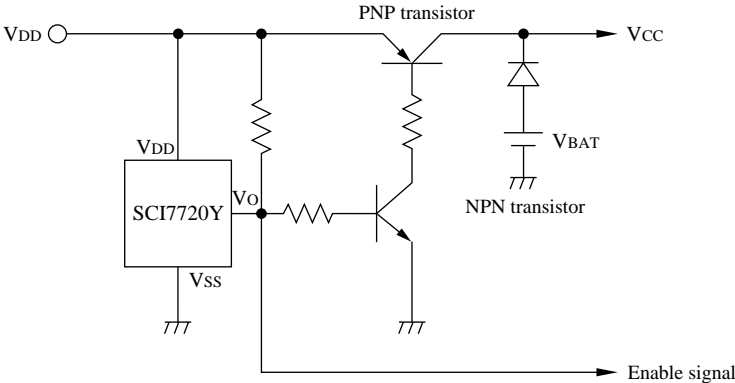 PNP transistor
VDD
VCC
VDD
VBAT
SCI7720Y
VO
NPN transistor
VSS
Enable signal